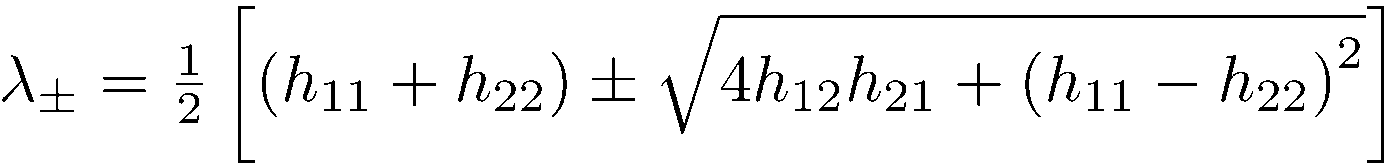 λ± = 1/2 [(h11 + h22) ± √(4h12h21 + (h11 − h22)²)]